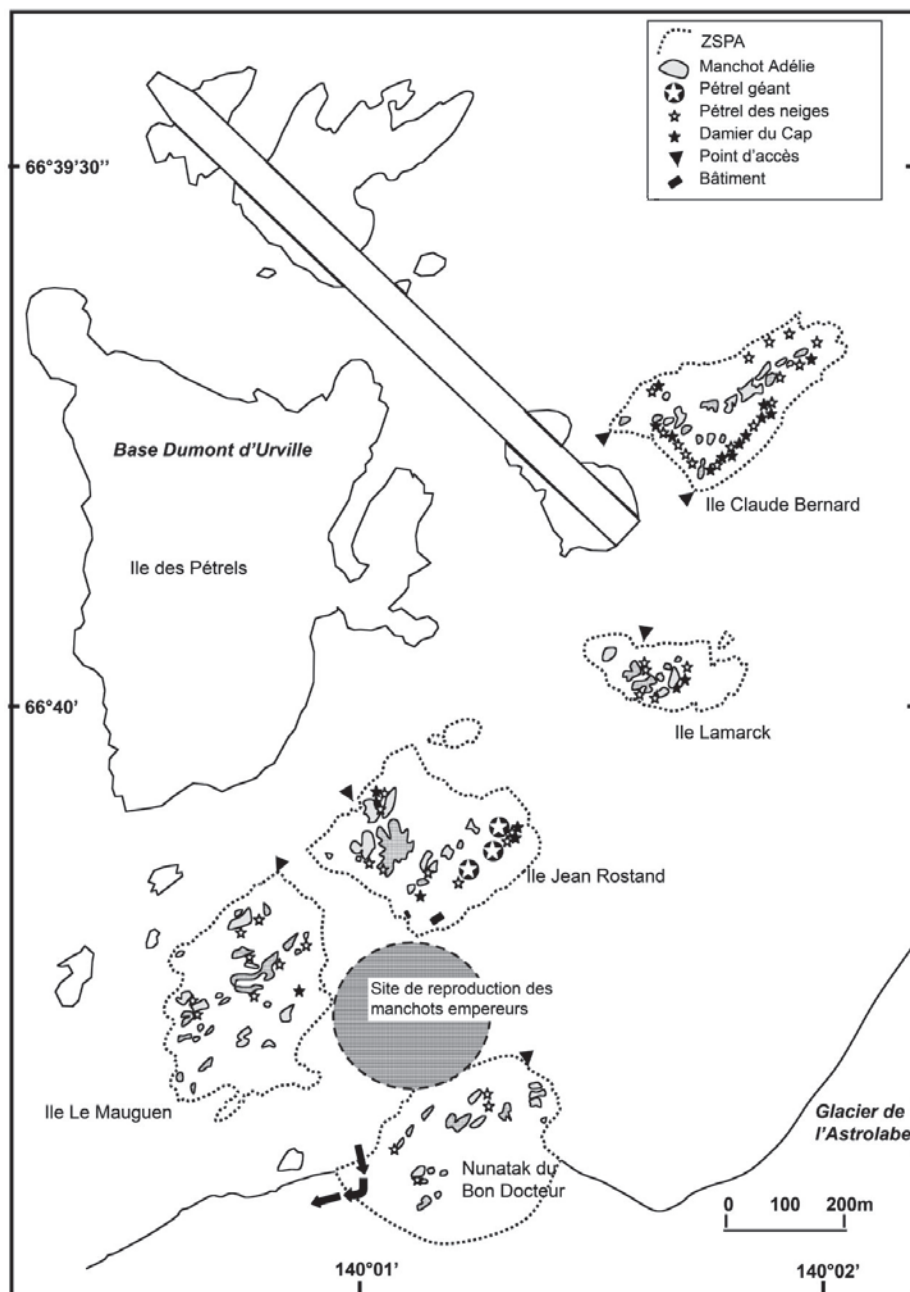 ZSPA
Manchot Adélie
Pétrel géant
Pétrel des neiges
Damier du Cap
Point d'accès
Bâtiment
66°39'30''
Base Dumont d'Urville
Ile Claude Bernard
Ile des Pétrels
66°40'
Ile Lamarck
Ile Jean Rostand
Site de reproduction des
manchots empereurs
Ile Le Mauguen
Glacier de
l'Astrolabe
Nunatak du
Bon Docteur
0 100 200m
140°01' 140°02'